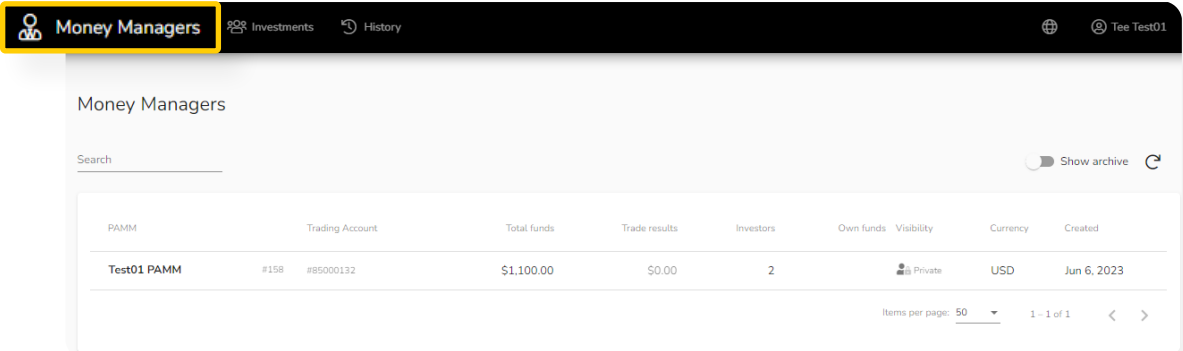 Money Managers Investments History Tee Test01
Money Managers
Search
Show archive
PAMM Trading Account Total funds Trade results Investors Own funds Visibility Currency Created
Test01 PAMM #158 #85000132 $1,100.00 $0.00 2 Private USD Jun 6, 2023
Items per page: 50 1 – 1 of 1